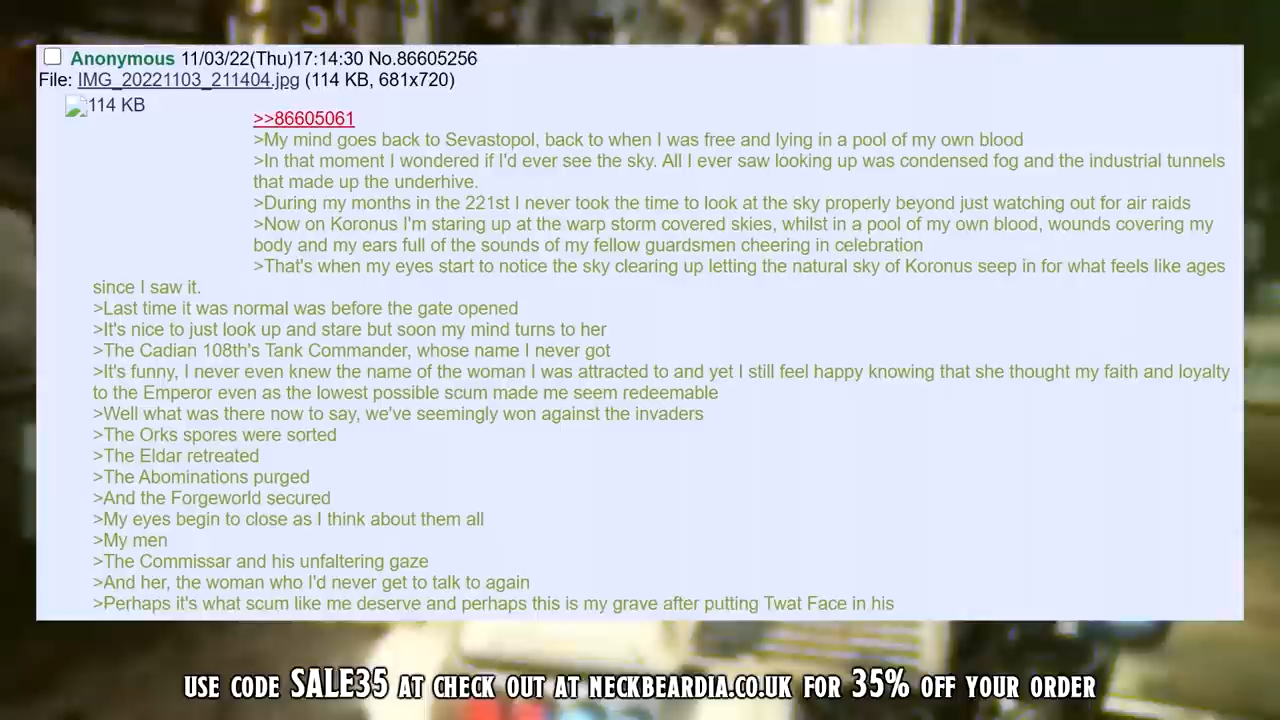 Anonymous 11/03/22(Thu)17:14:30 No.86605256
File: IMG_20221103_211404.jpg (114 KB, 681x720)
114 KB
>>86605061
>My mind goes back to Sevastopol, back to when I was free and lying in a pool of my own blood
>In that moment I wondered if I'd ever see the sky. All I ever saw looking up was condensed fog and the industrial tunnels
that made up the underhive.
>During my months in the 221st I never took the time to look at the sky properly beyond just watching out for air raids
>Now on Koronus I'm staring up at the warp storm covered skies, whilst in a pool of my own blood, wounds covering my
body and my ears full of the sounds of my fellow guardsmen cheering in celebration
>That's when my eyes start to notice the sky clearing up letting the natural sky of Koronus seep in for what feels like ages
since I saw it.
>Last time it was normal was before the gate opened
>It's nice to just look up and stare but soon my mind turns to her
>The Cadian 108th's Tank Commander, whose name I never got
>It's funny, I never even knew the name of the woman I was attracted to and yet I still feel happy knowing that she thought my faith and loyalty
to the Emperor even as the lowest possible scum made me seem redeemable
>Well what was there now to say, we've seemingly won against the invaders
>The Orks spores were sorted
>The Eldar retreated
>The Abominations purged
>And the Forgeworld secured
>My eyes begin to close as I think about them all
>My men
>The Commissar and his unfaltering gaze
>And her, the woman who I'd never get to talk to again
>Perhaps it's what scum like me deserve and perhaps this is my grave after putting Twat Face in his
USE CODE SALE35 AT CHECK OUT AT NECKBEARDIA.CO.UK FOR 35% OFF YOUR ORDER